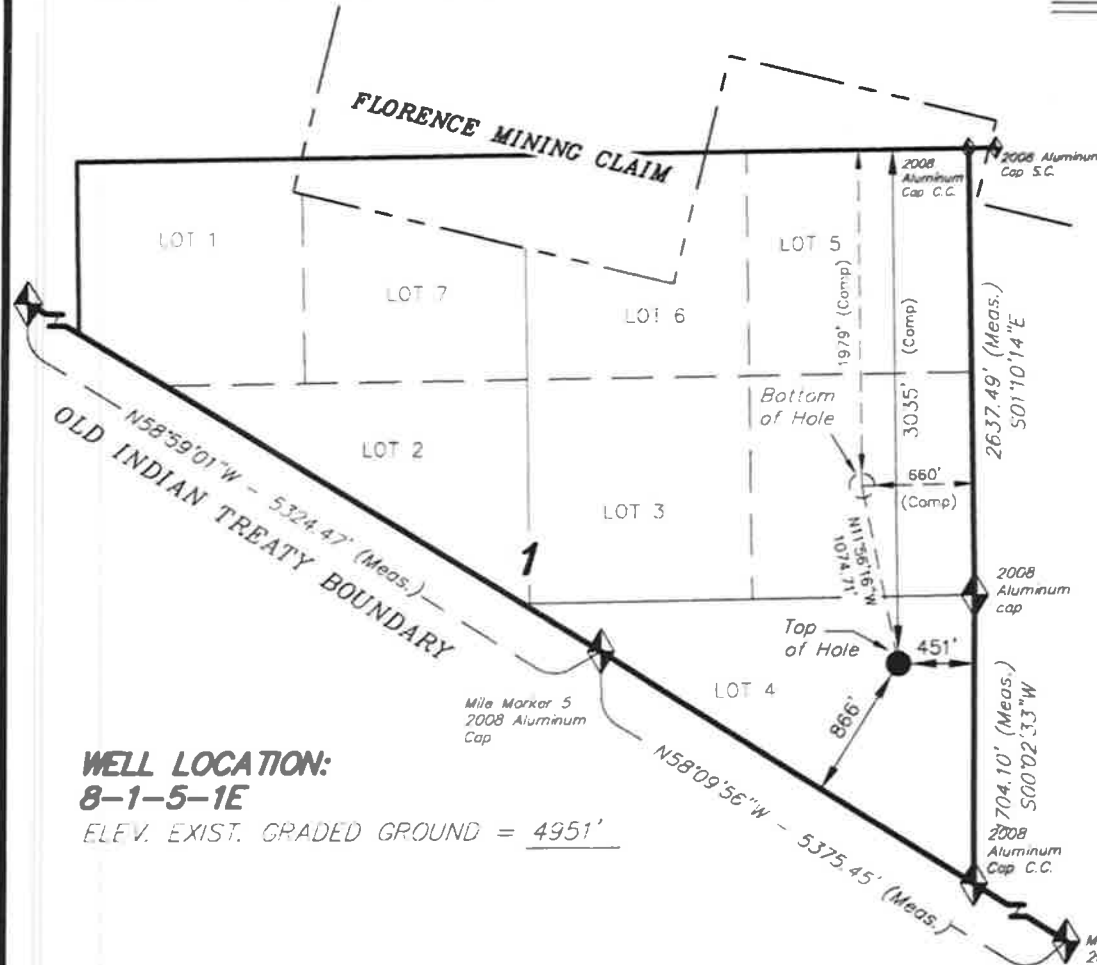 FLORENCE MINING CLAIM
2008
Aluminum
Cap C.C.
2008 Aluminum
Cap S.C.
LOT 1
LOT 7
LOT 6
LOT 5
1979' (Comp)
3035' (Comp)
2637.49' (Meas.)
S01°10'14"E
Bottom
of Hole
660'
(Comp)
LOT 2
LOT 3
N58°59'01"W - 5324.47' (Meas.)
OLD INDIAN TREATY BOUNDARY
1
N11°56'16"W
1074.71'
2008
Aluminum
cap
Top
of Hole
451'
LOT 4
866'
Mile Marker 5
2008 Aluminum
Cap
1704.10' (Meas.)
S00°02'33"W
N58°09'56"W - 5375.45' (Meas.)
2008
Aluminum
Cap C.C.
WELL LOCATION:
8-1-5-1E
ELEV. EXIST. GRADED GROUND = 4951'